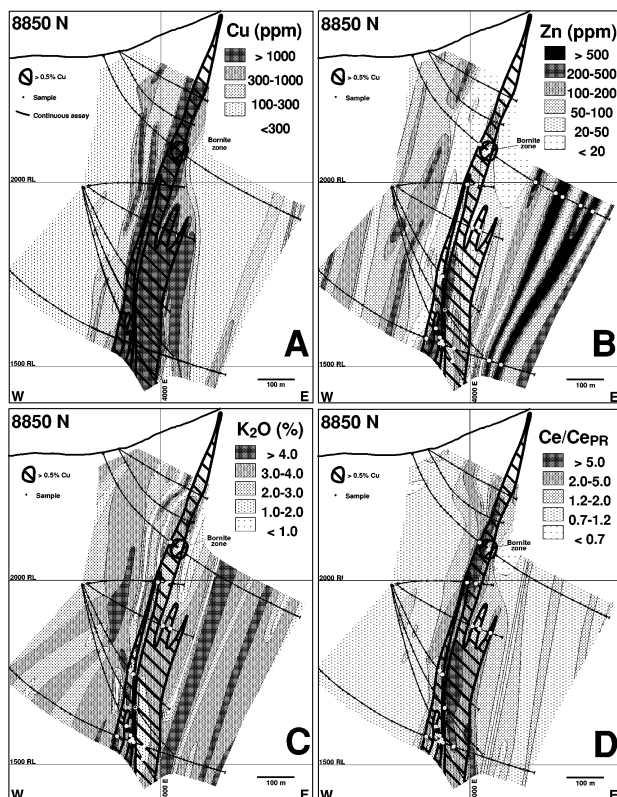 8850 N
Cu (ppm)
> 1000
300-1000
100-300
<300
> 0.5% Cu
Sample
Continuous assay
Bornite
zone
2000 RL
1500 RL
A
W
4000 E
100 m
E
8850 N
Zn (ppm)
> 500
200-500
100-200
50-100
20-50
< 20
> 0.5% Cu
Sample
Continuous assay
Bornite
zone
2000 RL
1500 RL
B
W
4000 E
100 m
E
8850 N
K2O (%)
> 4.0
3.0-4.0
2.0-3.0
1.0-2.0
< 1.0
> 0.5% Cu
Sample
Bornite
zone
2000 RL
1500 RL
C
W
4000 E
100 m
E
8850 N
Ce/CePR
> 5.0
2.0-5.0
1.2-2.0
0.7-1.2
< 0.7
> 0.5% Cu
Sample
Bornite
zone
2000 RL
1500 RL
D
W
4000 E
100 m
E